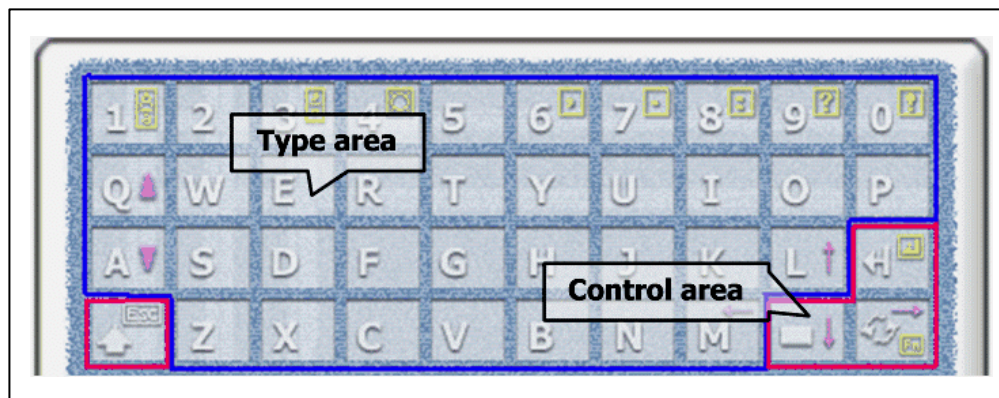 1 2 3 4 5 6 , 7 . 8 : 9 ? 0 !
Type area
Q W E R T Y U I O P
A S D F G H J K L
Control area
ESC Z X C V B N M Fn